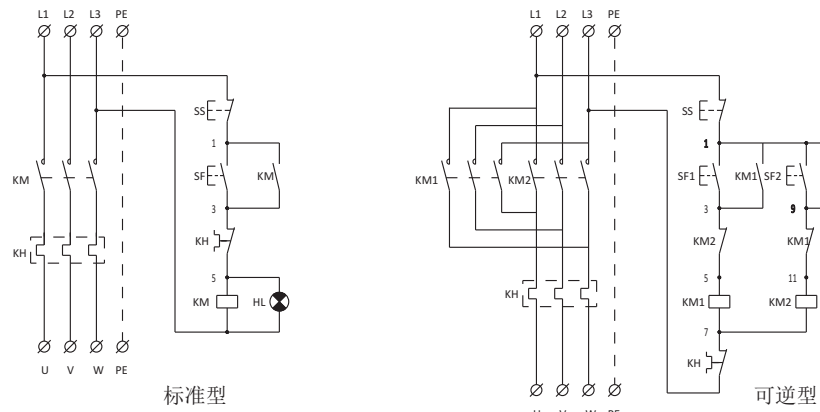 L1 L2 L3 PE
SS
1
KM SF KM
3
KH KH
5
KM HL
U V W PE
标准型
L1 L2 L3 PE
SS
1
KM1 KM2 SF1 KM1 SF2
3 9
KM2 KM1
KH 5 11
KM1 KM2
7
KH
可逆型